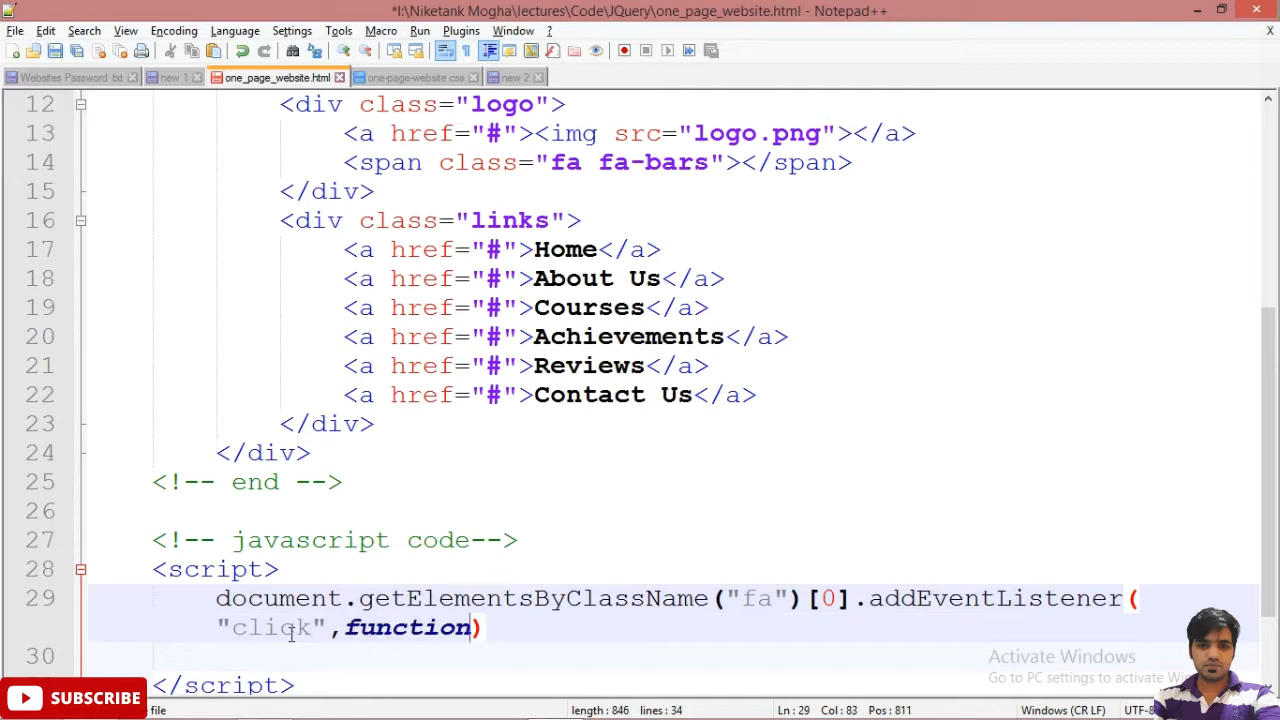 *I:\Niketank Mogha\lectures\Code\JQuery\one_page_website.html - Notepad++
File Edit Search View Encoding Language Settings Tools Macro Run Plugins Window ?
X
Websites Password.txt new 1 one_page_website.html one-page-website.css new 2
12 <div class="logo">
13 <a href="#"><img src="logo.png"></a>
14 <span class="fa fa-bars"></span>
15 </div>
16 <div class="links">
17 <a href="#">Home</a>
18 <a href="#">About Us</a>
19 <a href="#">Courses</a>
20 <a href="#">Achievements</a>
21 <a href="#">Reviews</a>
22 <a href="#">Contact Us</a>
23 </div>
24 </div>
25 <!-- end -->
26
27 <!-- javascript code-->
28 <script>
29 document.getElementsByClassName("fa")[0].addEventListener(
"click",function)
30
</script>
Activate Windows
Go to PC settings to activate Win
SUBSCRIBE
file length : 846 lines : 34 Ln : 29 Col : 83 Pos : 811 Windows (CR LF) UTF-8